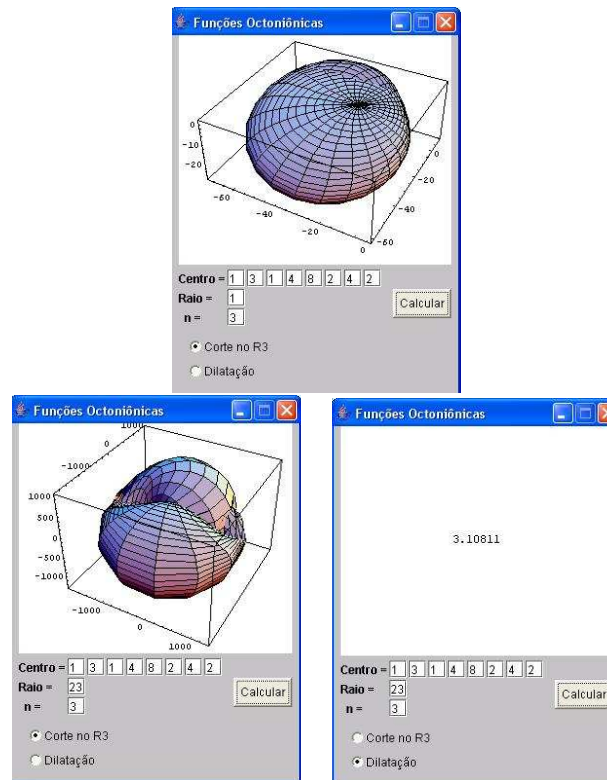 Funções Octoniônicas
0
-10
-20
-60
-40
-20
0
-60
-40
-20
0
Centro = 1 3 1 4 8 2 4 2
Raio = 1
n = 3
Calcular
Corte no R3
Dilatação
Funções Octoniônicas
1000
0
-1000
1000
500
0
-500
-1000
-1000
0
1000
Centro = 1 3 1 4 8 2 4 2
Raio = 23
n = 3
Calcular
Corte no R3
Dilatação
Funções Octoniônicas
3.10811
Centro = 1 3 1 4 8 2 4 2
Raio = 23
n = 3
Calcular
Corte no R3
Dilatação